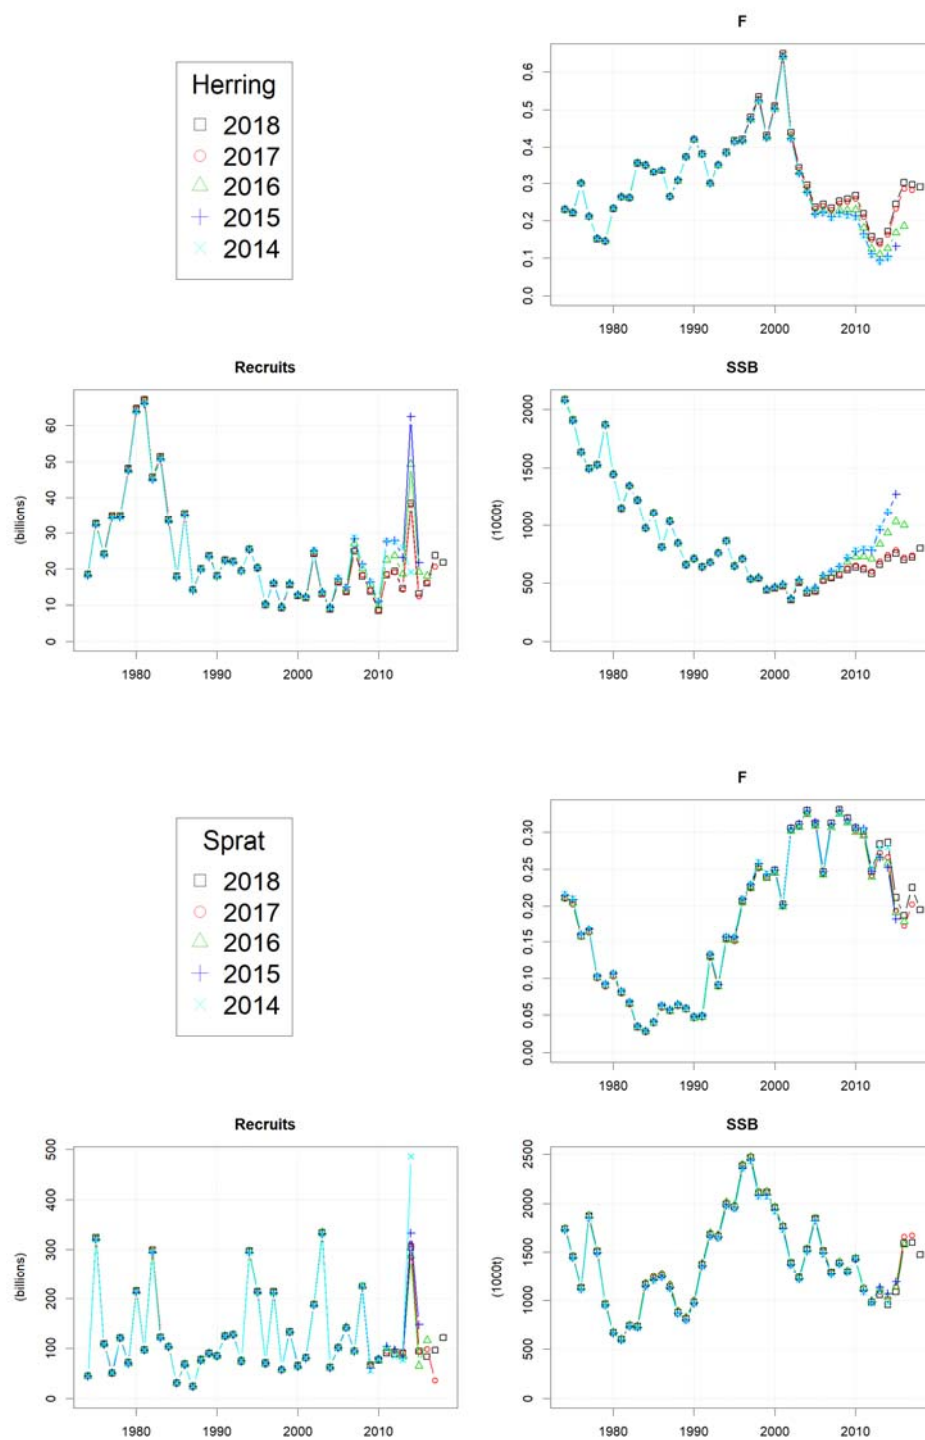 F
Herring
2018
2017
2016
2015
2014
0.6
0.5
0.4
0.3
0.2
0.1
0.0
1980 1990 2000 2010
Recruits
SSB
(billions)
60
50
40
30
20
10
0
1980 1990 2000 2010
(1000t)
2000
1500
1000
500
0
1980 1990 2000 2010
F
Sprat
2018
2017
2016
2015
2014
0.30
0.25
0.20
0.15
0.10
0.05
0.00
1980 1990 2000 2010
Recruits
SSB
(billions)
500
400
300
200
100
0
1980 1990 2000 2010
(1000t)
2500
2000
1500
1000
500
0
1980 1990 2000 2010